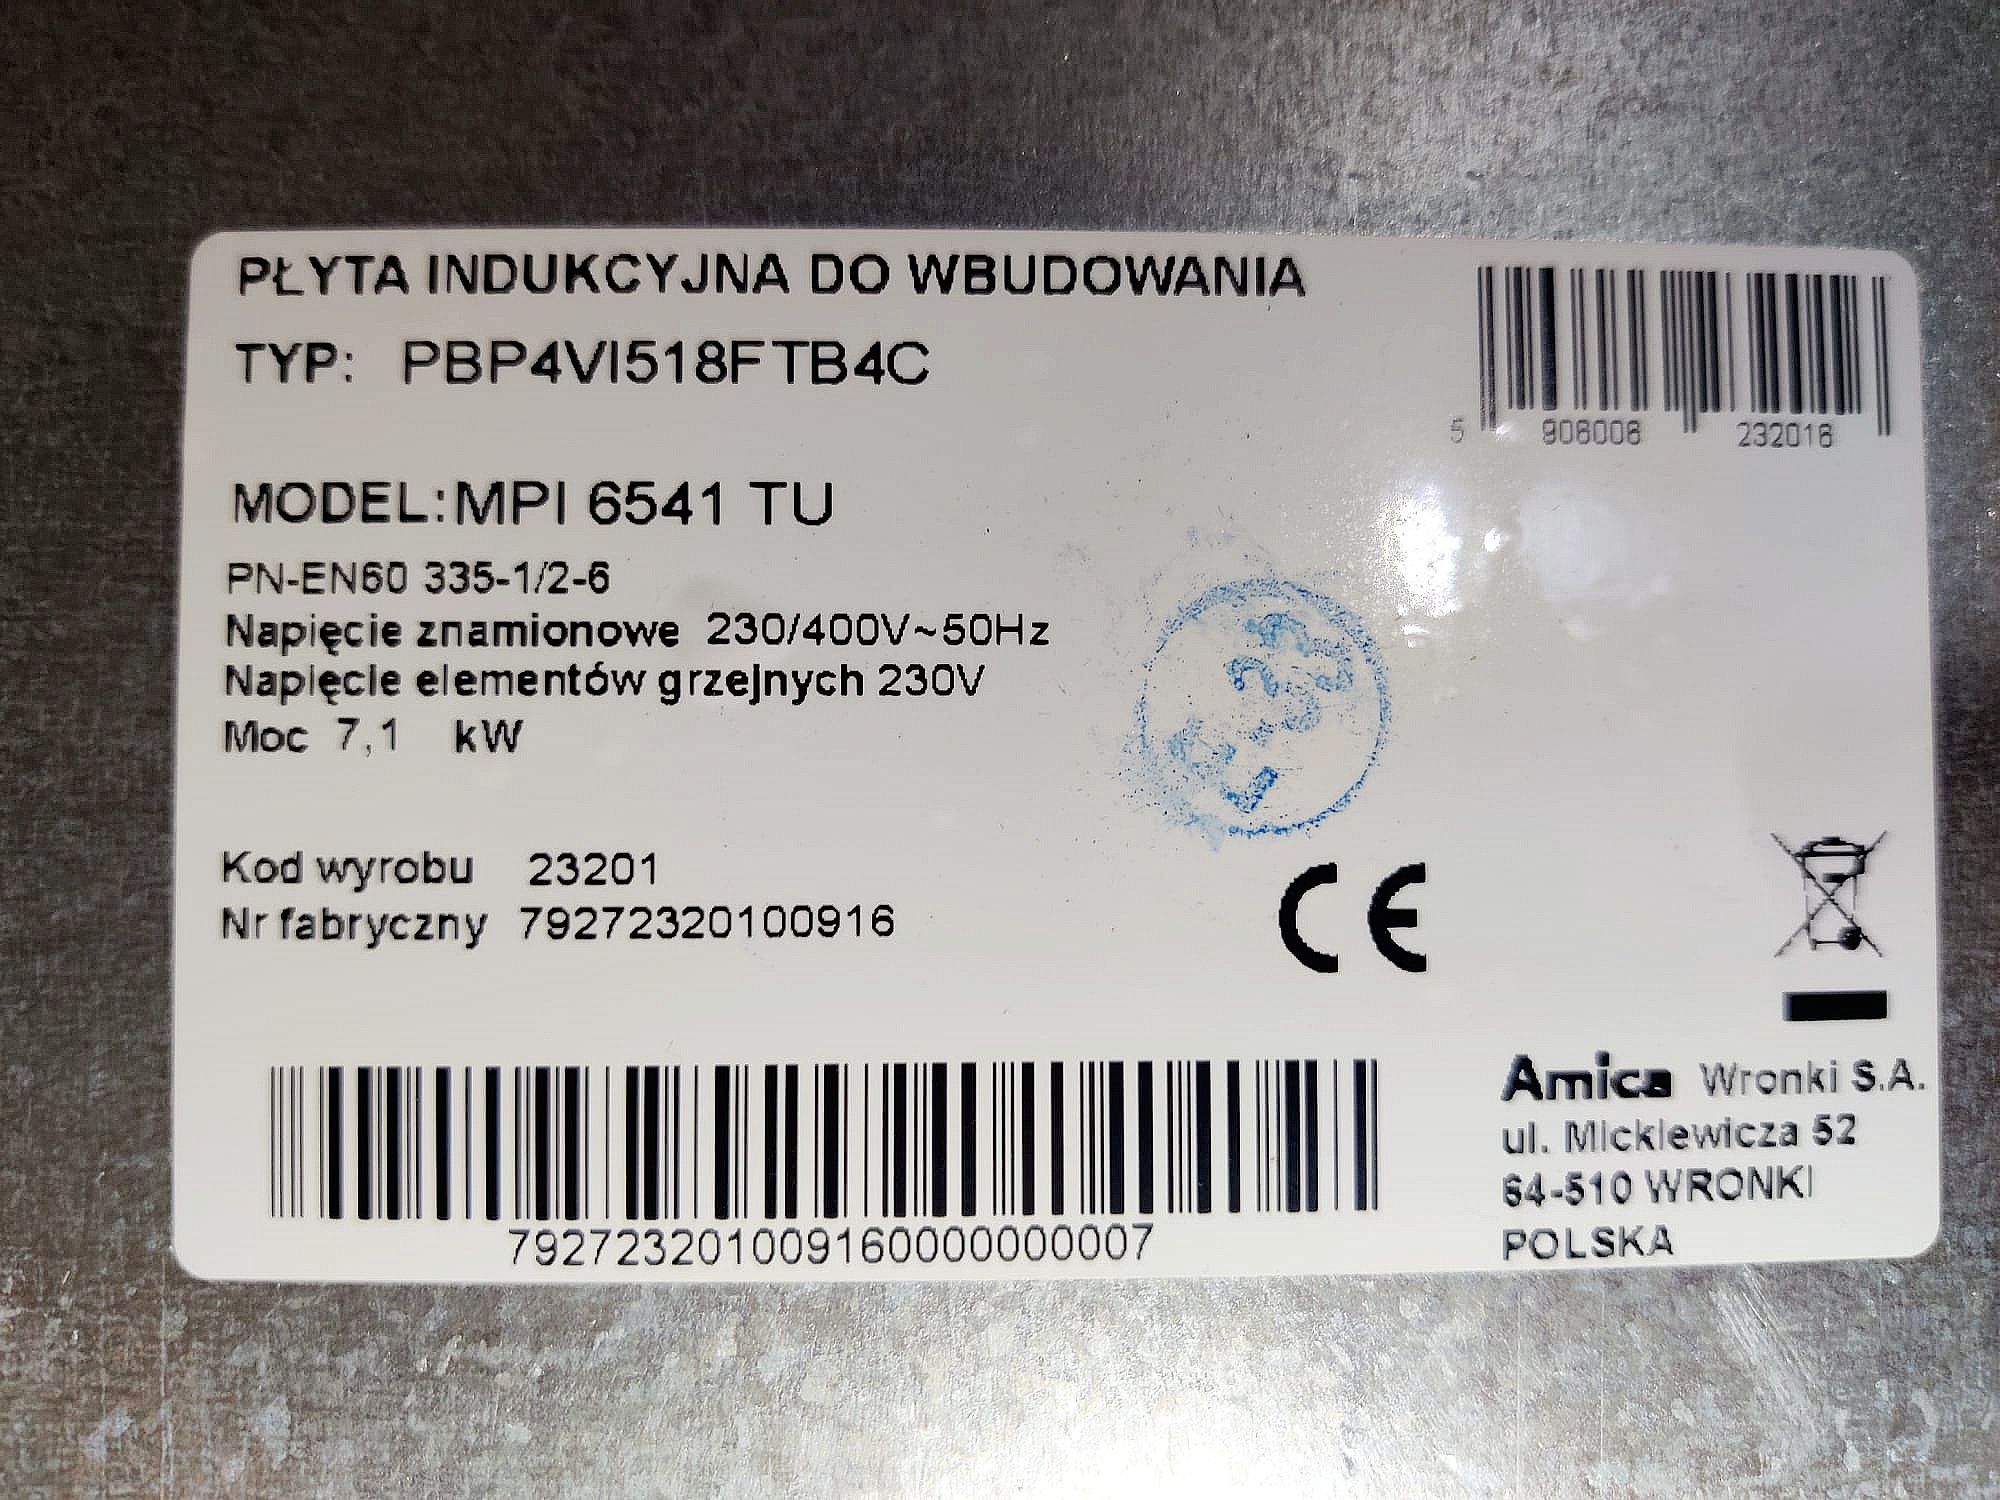 PŁYTA INDUKCYJNA DO WBUDOWANIA
TYP: PBP4VI518FTB4C
5 906006 232016
MODEL: MPI 6541 TU
PN-EN60 335-1/2-6
Napięcie znamionowe 230/400V~50Hz
Napięcie elementów grzejnych 230V
Moc 7,1 kW
Kod wyrobu 23201
Nr fabryczny 79272320100916
CE
792723201009160000000007
Amica Wronki S.A.
ul. Mickiewicza 52
64-510 WRONKI
POLSKA